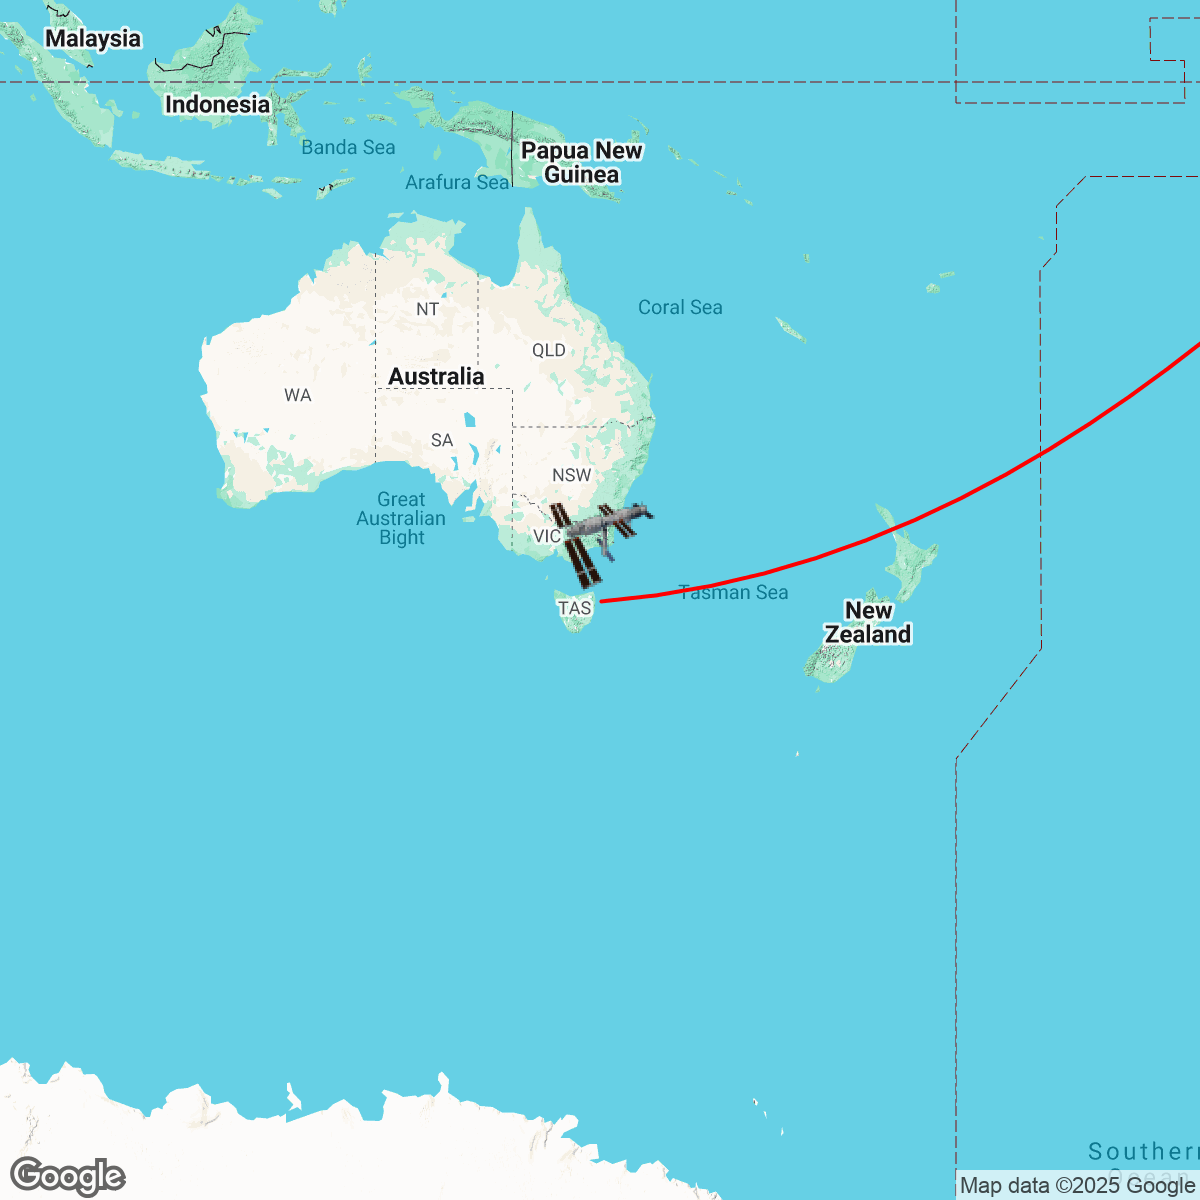 Malaysia
Indonesia
Banda Sea
Papua New
Guinea
Arafura Sea
Coral Sea
NT
QLD
Australia
WA
SA
NSW
Great
Australian
Bight
VIC
Tasman Sea
TAS
New
Zealand
Southern
Ocean
Google
Map data ©2025 Google